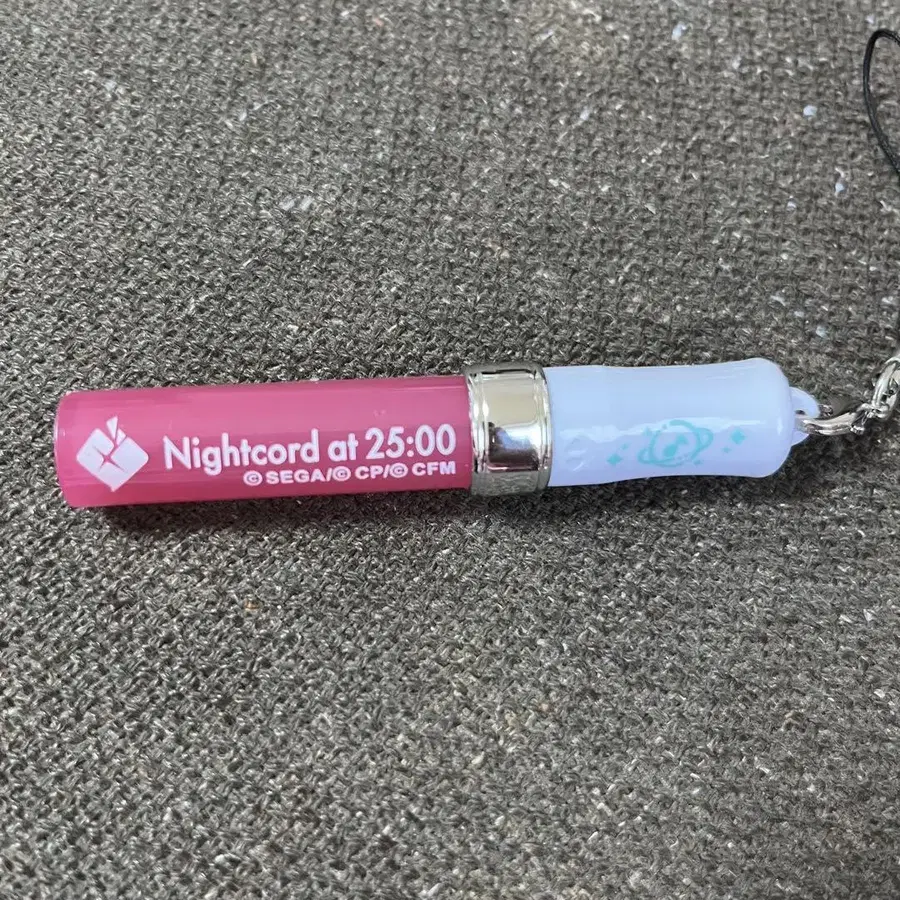 Nightcord at 25:00
© SEGA/© CP/© CFM